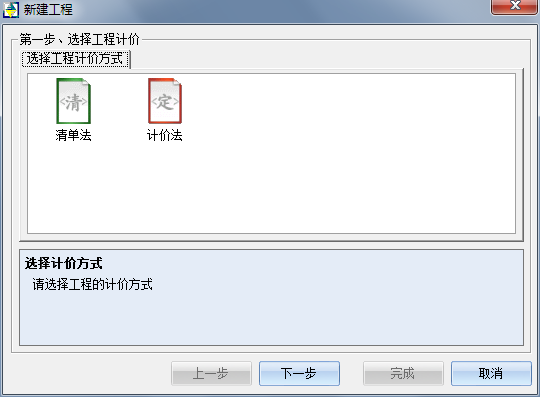 新建工程
第一步、选择工程计价
选择工程计价方式
<清> <定>
清单法 计价法
选择计价方式
请选择工程的计价方式
上一步 下一步 完成 取消